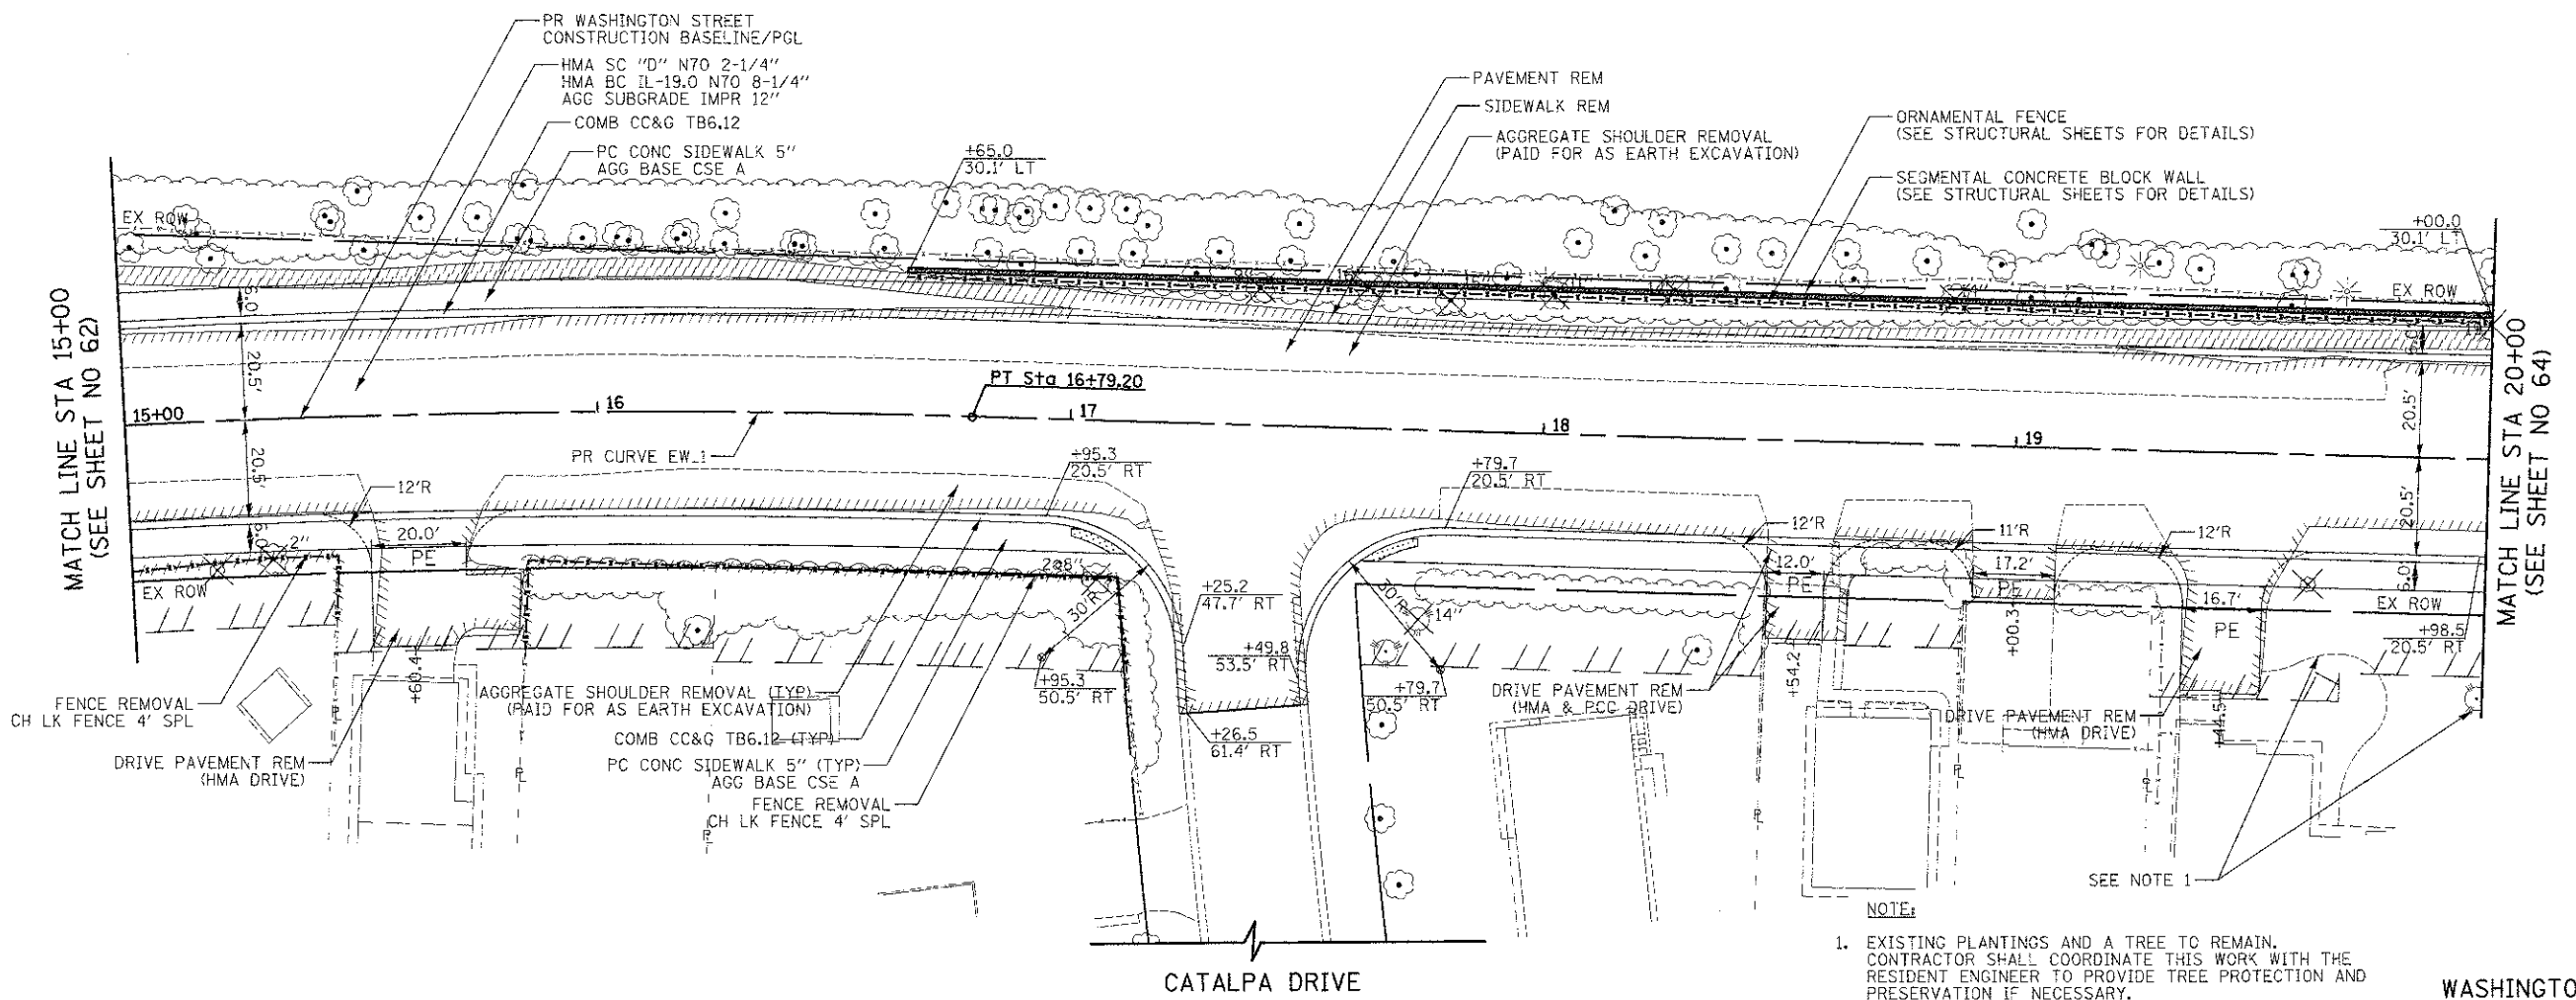 PR WASHINGTON STREET
CONSTRUCTION BASELINE/PGL
HMA SC "D" N70 2-1/4"
HMA BC IL-19.0 N70 8-1/4"
AGG SUBGRADE IMPR 12"
COMB CC&G TB6.12
PC CONC SIDEWALK 5"
AGG BASE CSE A
+65.0
30.1' LT
PAVEMENT REM
SIDEWALK REM
AGGREGATE SHOULDER REMOVAL
(PAID FOR AS EARTH EXCAVATION)
ORNAMENTAL FENCE
(SEE STRUCTURAL SHEETS FOR DETAILS)
SEGMENTAL CONCRETE BLOCK WALL
(SEE STRUCTURAL SHEETS FOR DETAILS)
+00.0
30.1' LT
EX ROW
EX ROW
MATCH LINE STA 15+00
(SEE SHEET NO 62)
6.0'
20.5'
20.5'
6.0'
15+00
16
PT Sta 16+79.20
17
18
19
PR CURVE EW_1
20.5'
20.5'
6.0'
MATCH LINE STA 20+00
(SEE SHEET NO 64)
12'R
20.0'
PE
2"
EX ROW
+60.4
+95.3
20.5' RT
28"
30'R
+95.3
50.5' RT
+25.2
47.7' RT
+49.8
53.5' RT
+26.5
61.4' RT
+79.7
20.5' RT
30'R
14"
+79.7
50.5' RT
12'R
12.0'
PE
+54.2
11'R
17.2'
PE
+00.3
12'R
16.7'
PE
+44.5
EX ROW
+98.5
20.5' RT
FENCE REMOVAL
CH LK FENCE 4' SPL
DRIVE PAVEMENT REM
(HMA DRIVE)
AGGREGATE SHOULDER REMOVAL (TYP)
(PAID FOR AS EARTH EXCAVATION)
COMB CC&G TB6.12 (TYP)
PC CONC SIDEWALK 5" (TYP)
AGG BASE CSE A
FENCE REMOVAL
CH LK FENCE 4' SPL
DRIVE PAVEMENT REM
(HMA & PCC DRIVE)
DRIVE PAVEMENT REM
(HMA DRIVE)
SEE NOTE 1
CATALPA DRIVE
NOTE:
1. EXISTING PLANTINGS AND A TREE TO REMAIN.
CONTRACTOR SHALL COORDINATE THIS WORK WITH THE
RESIDENT ENGINEER TO PROVIDE TREE PROTECTION AND
PRESERVATION IF NECESSARY.
WASHINGTO